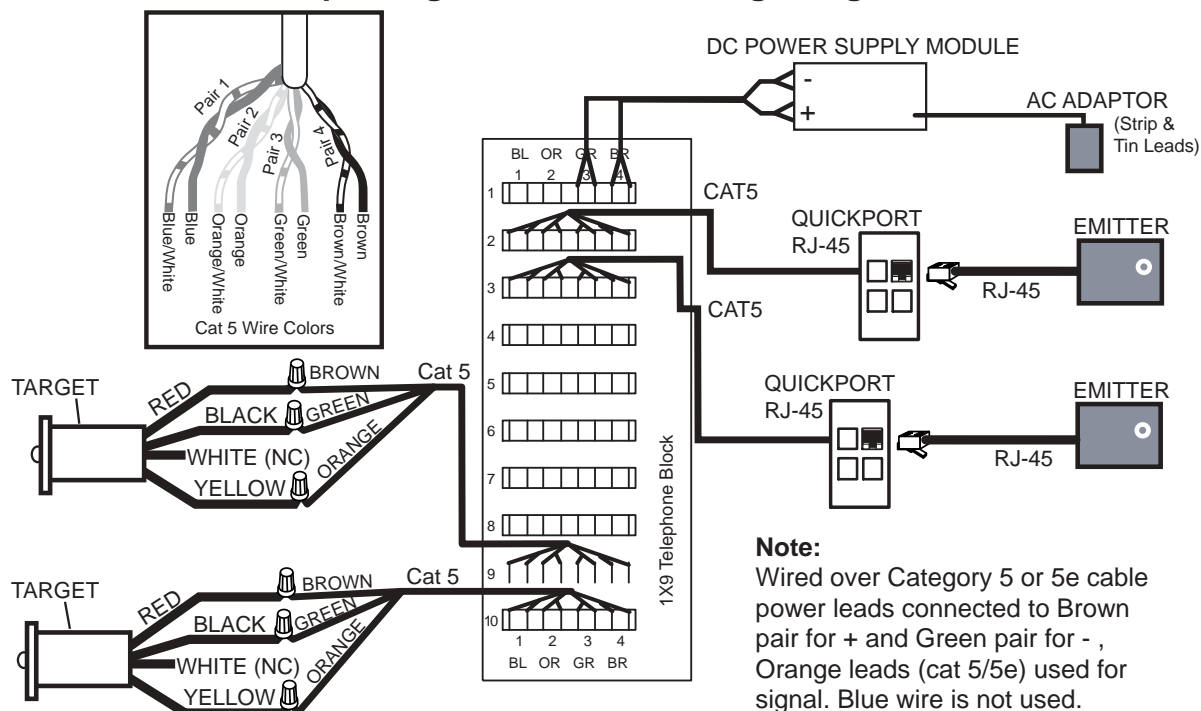 DC POWER SUPPLY MODULE
-
+
AC ADAPTOR
(Strip &
Tin Leads)
Pair 1
Pair 2
Pair 3
Pair 4
Blue/White
Blue
Orange/White
Orange
Green/White
Green
Brown/White
Brown
Cat 5 Wire Colors
BL OR GR BR
1 2 3 4
1
2
3
4
5
6
7
8
9
10
1 2 3 4
BL OR GR BR
1X9 Telephone Block
CAT5
QUICKPORT
RJ-45
RJ-45
EMITTER
CAT5
QUICKPORT
RJ-45
RJ-45
EMITTER
TARGET
RED
BROWN
Cat 5
BLACK
GREEN
WHITE (NC)
ORANGE
YELLOW
TARGET
RED
BROWN
Cat 5
BLACK
GREEN
WHITE (NC)
ORANGE
YELLOW
Note:
Wired over Category 5 or 5e cable
power leads connected to Brown
pair for + and Green pair for - ,
Orange leads (cat 5/5e) used for
signal. Blue wire is not used.